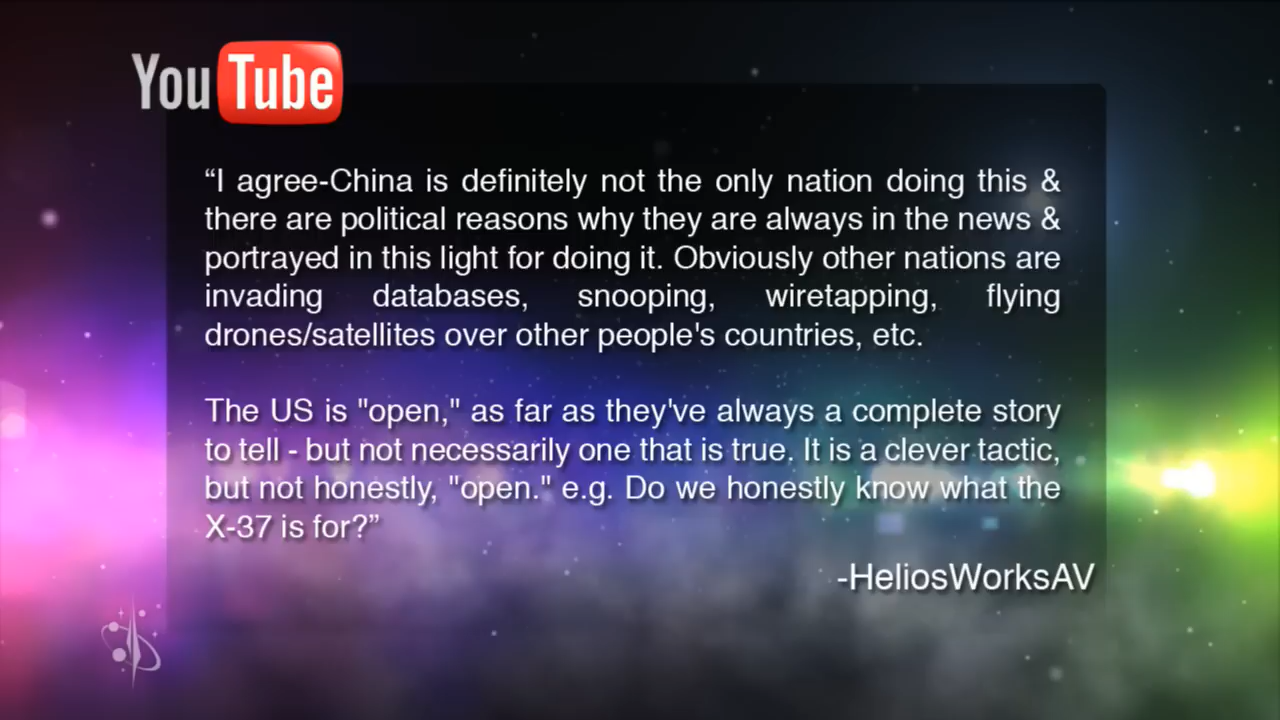 YouTube
“I agree-China is definitely not the only nation doing this &
there are political reasons why they are always in the news &
portrayed in this light for doing it. Obviously other nations are
invading databases, snooping, wiretapping, flying
drones/satellites over other people's countries, etc.
The US is "open," as far as they've always a complete story
to tell - but not necessarily one that is true. It is a clever tactic,
but not honestly, "open." e.g. Do we honestly know what the
X-37 is for?”
-HeliosWorksAV